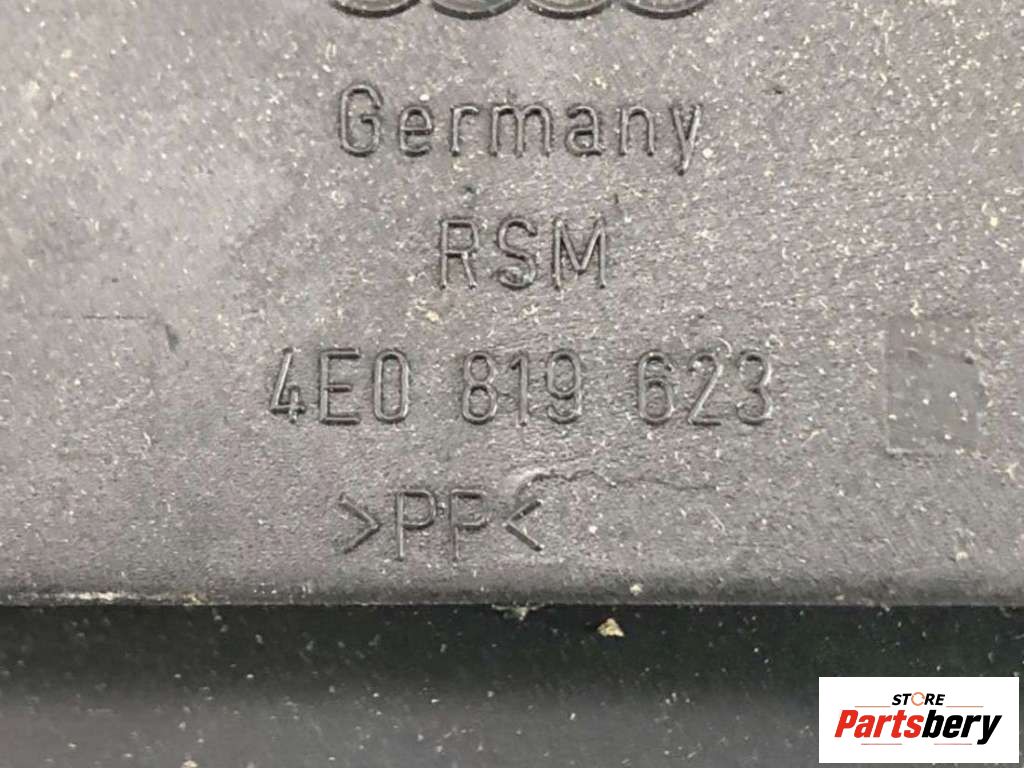 Germany
RSM
4E0 819 623
>PP<
STORE
Partsbery